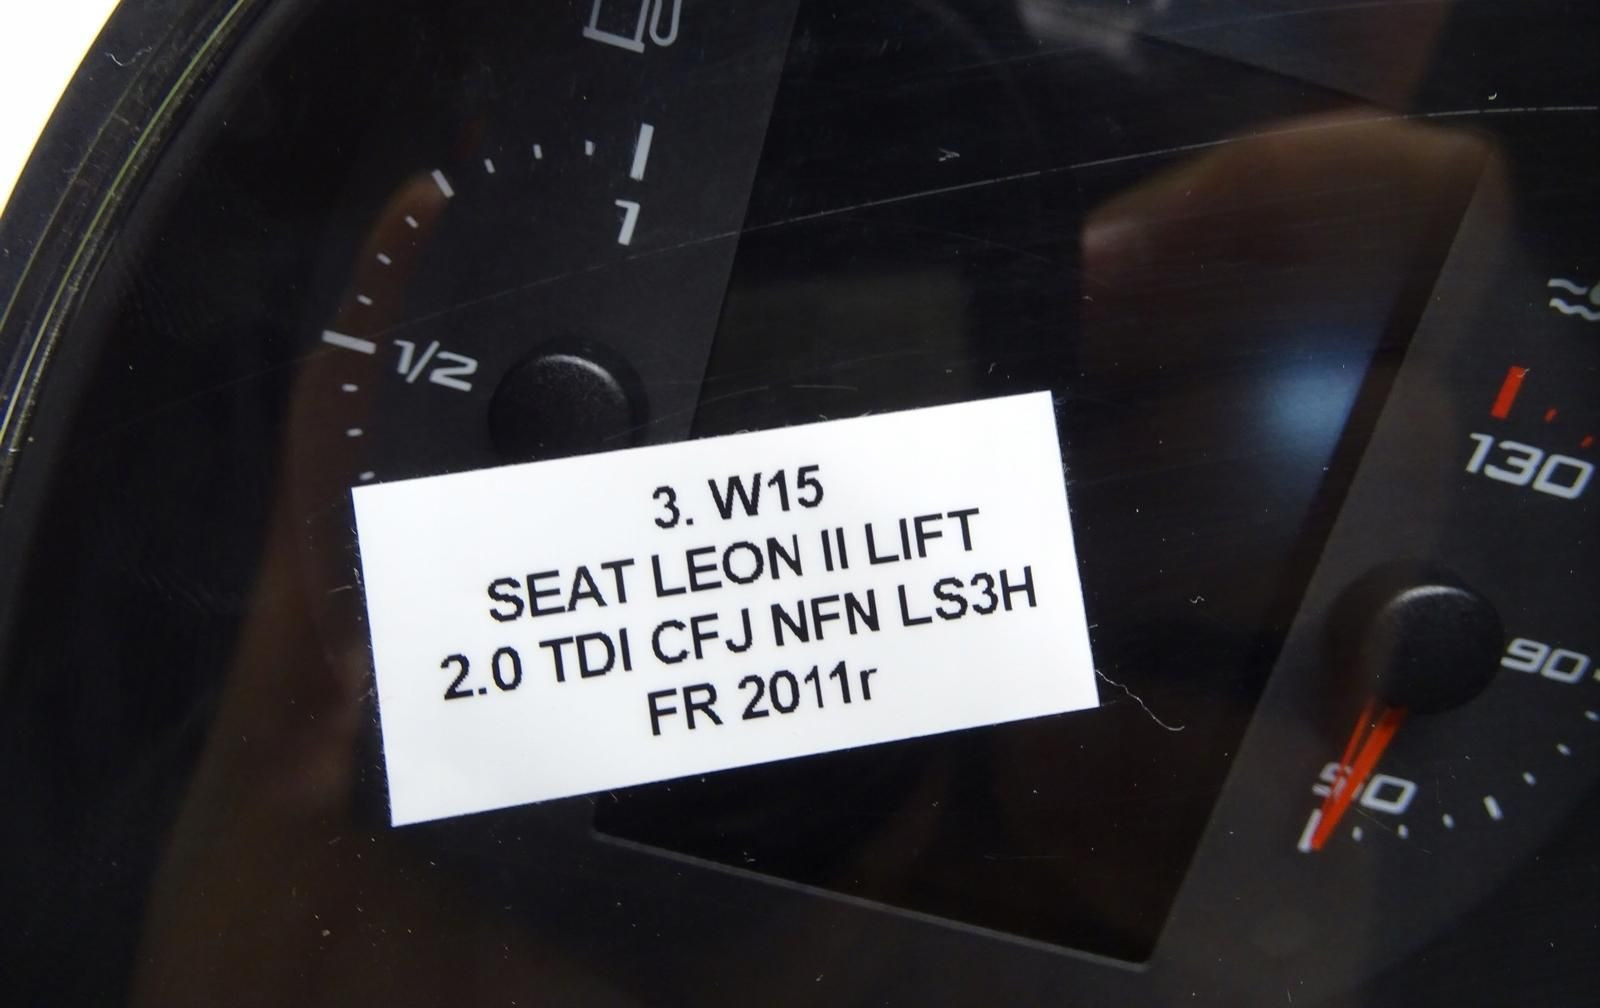 1
1/2
3. W15
SEAT LEON II LIFT
2.0 TDI CFJ NFN LS3H
FR 2011r
130
90
50